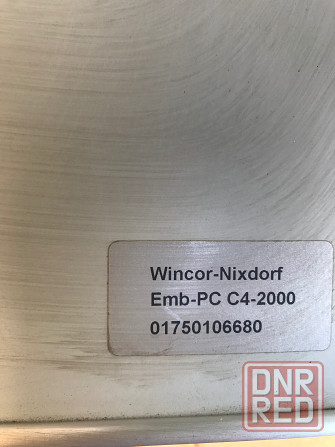 Wincor-Nixdorf
Emb-PC C4-2000
01750106680
DNR
RED